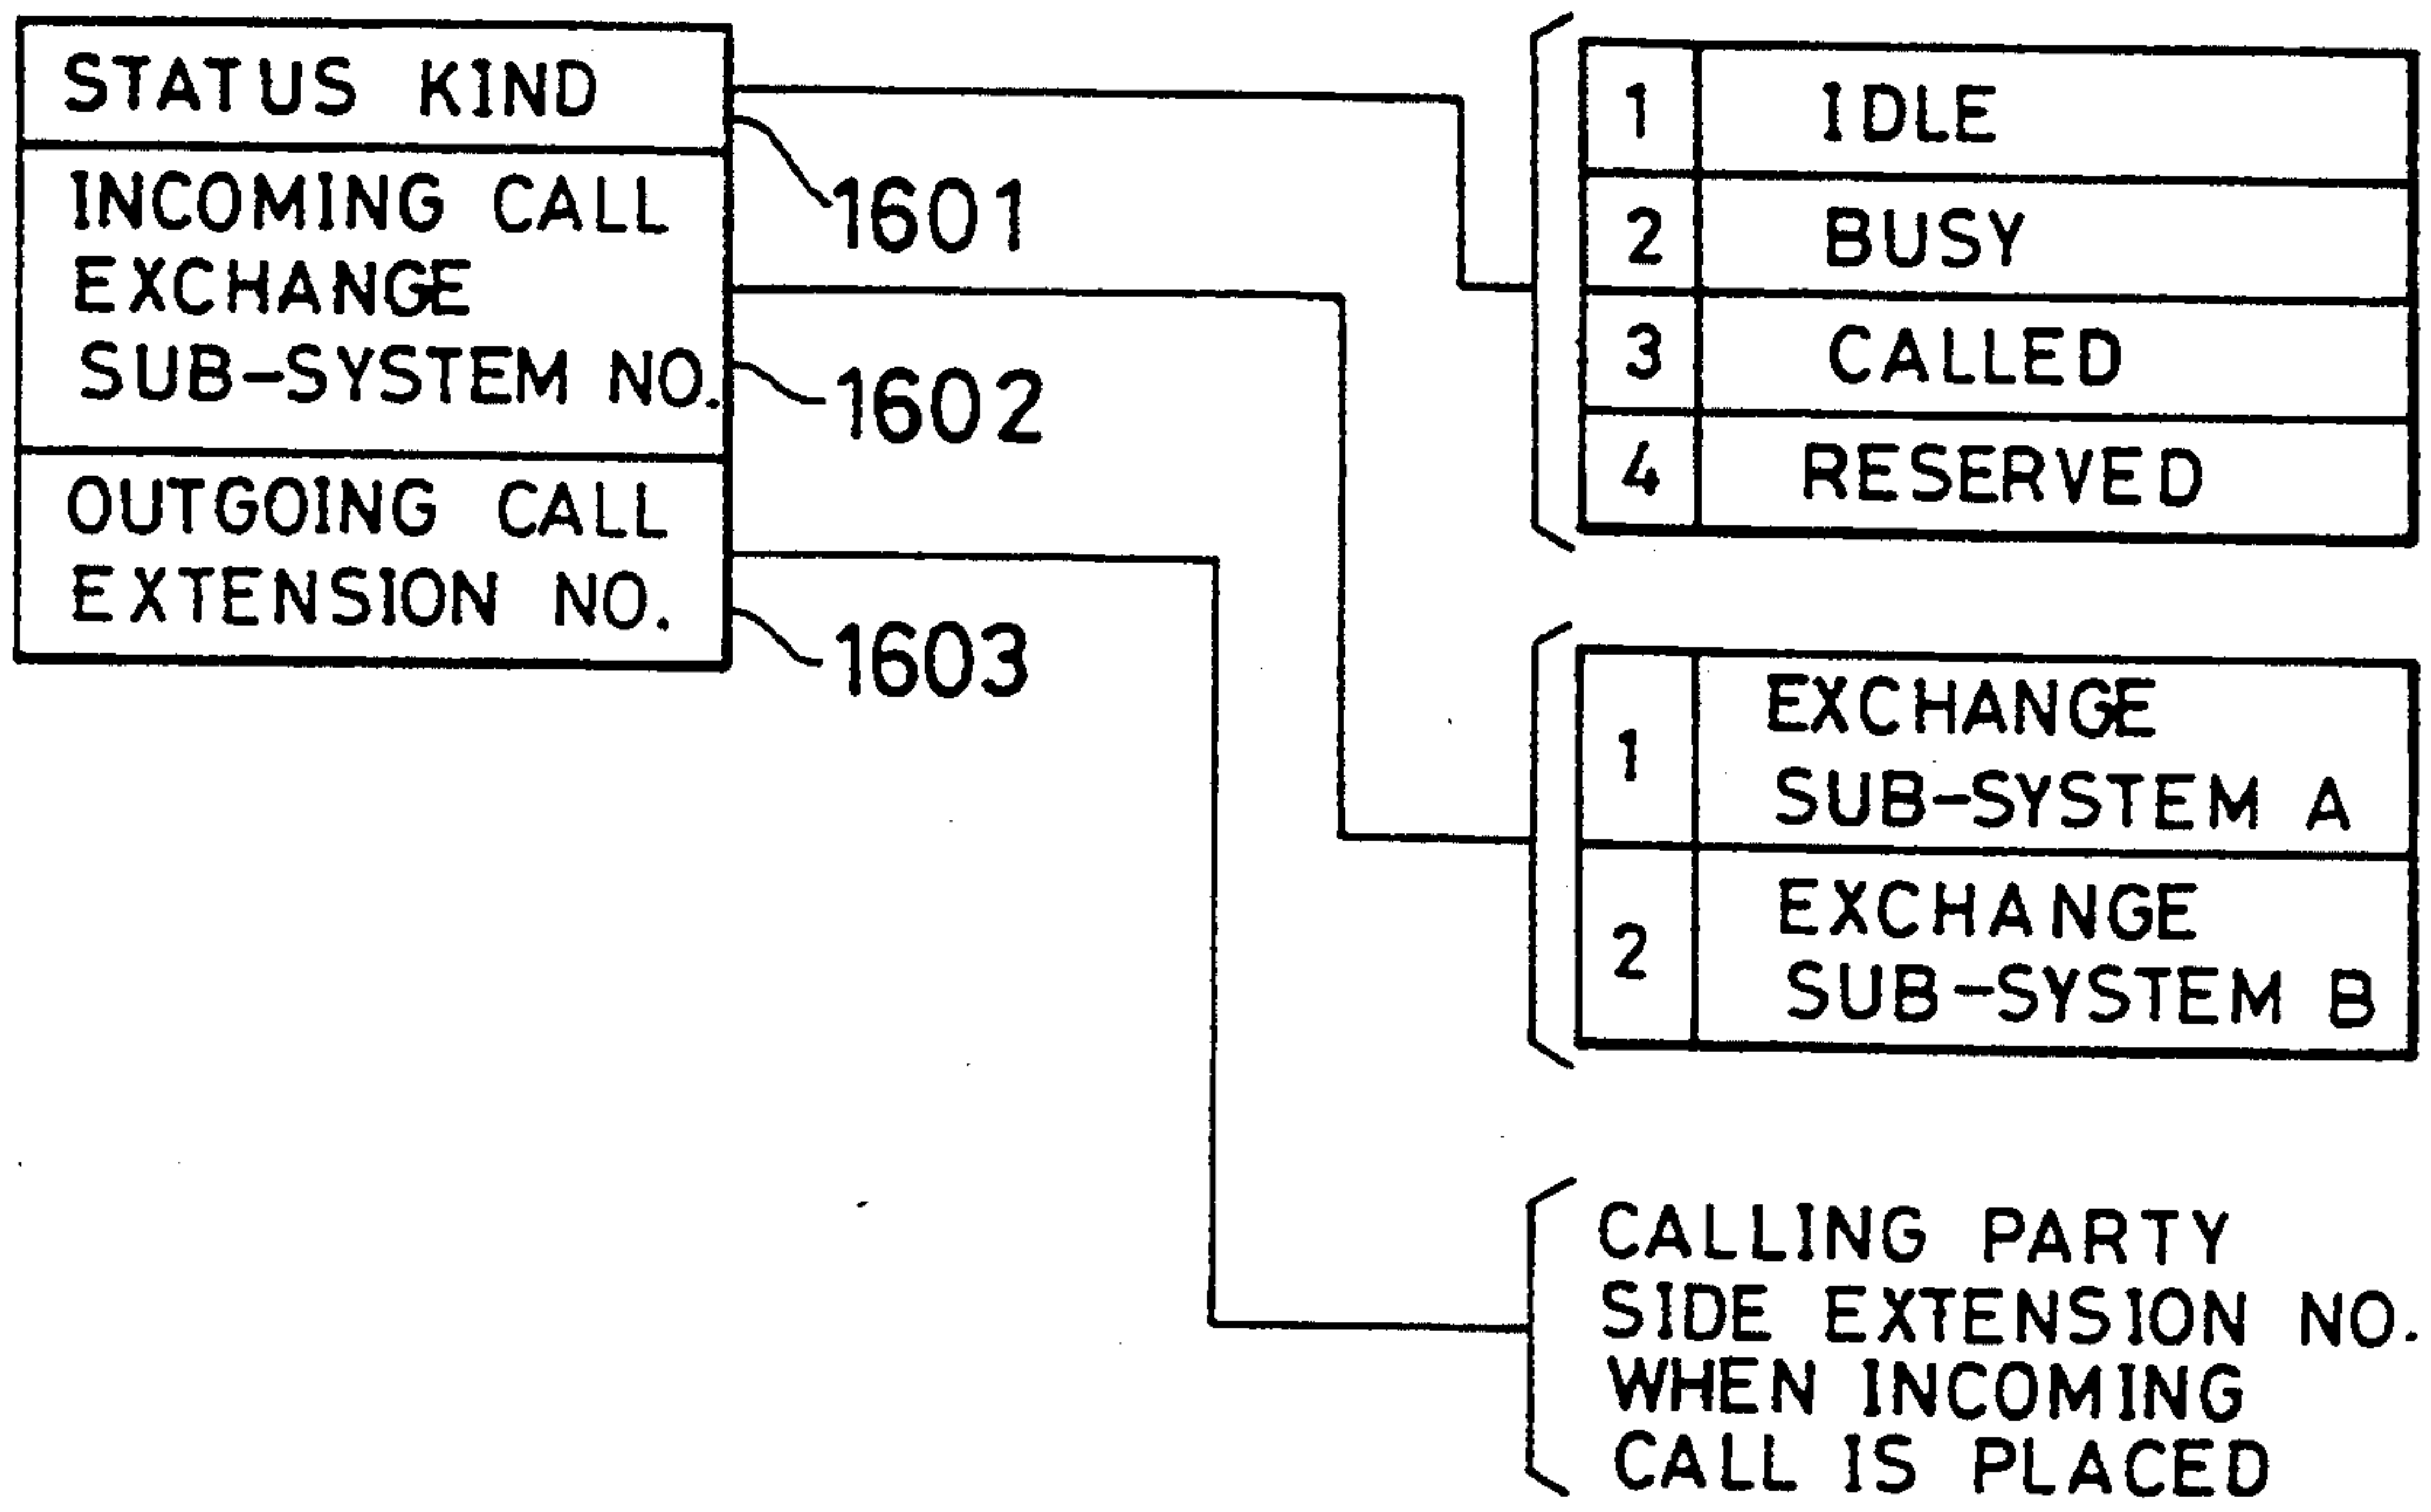 STATUS KIND
1601
INCOMING CALL
EXCHANGE
SUB-SYSTEM NO.
1602
OUTGOING CALL
EXTENSION NO.
1603
1 IDLE
2 BUSY
3 CALLED
4 RESERVED
1 EXCHANGE
SUB-SYSTEM A
2 EXCHANGE
SUB-SYSTEM B
CALLING PARTY
SIDE EXTENSION NO.
WHEN INCOMING
CALL IS PLACED